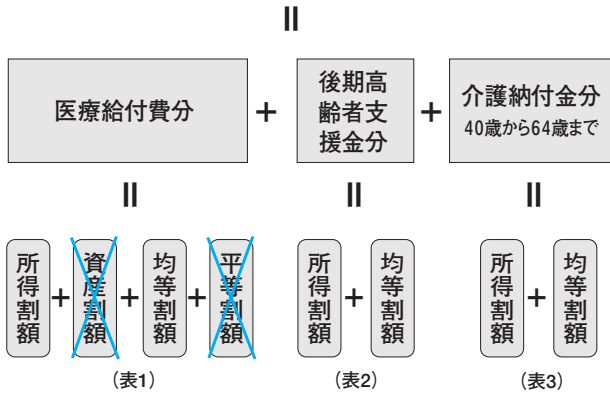 =
医療給付費分 + 後期高齢者支援金分 + 介護納付金分
40歳から64歳まで
= = =
所得割額 + 資産割額 + 均等割額 + 平等割額
所得割額 + 均等割額
所得割額 + 均等割額
(表1) (表2) (表3)